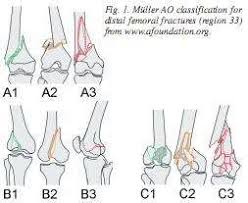 Fig. 1. Müller AO classification for
distal femoral fractures (region 33)
from www.afoundation.org.
A1 A2 A3
B1 B2 B3
C1 C2 C3